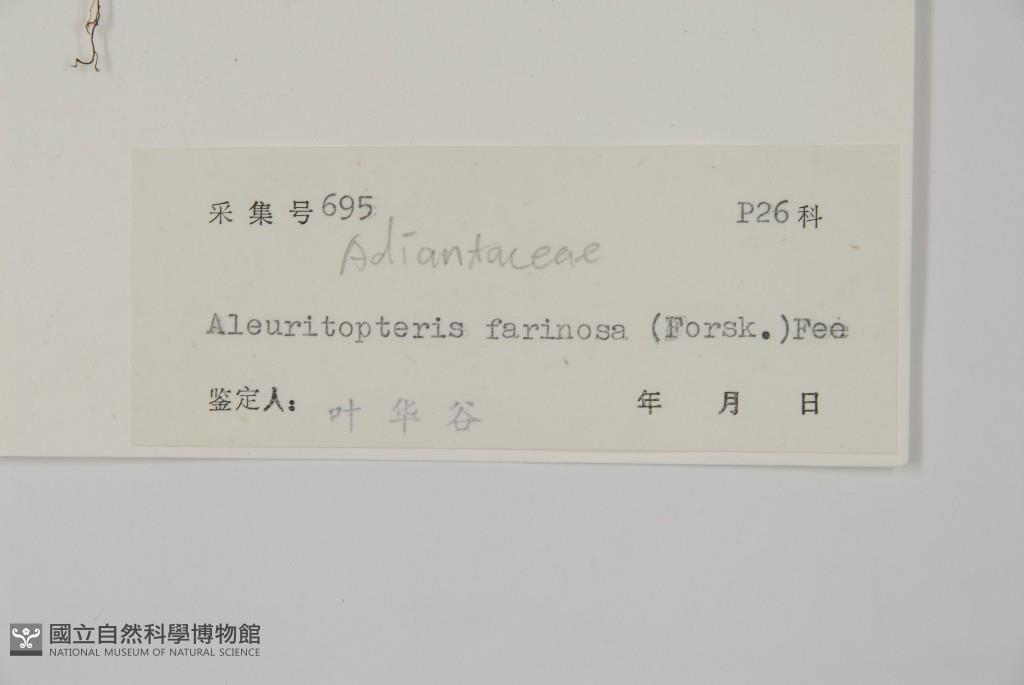 采集号695 P26科
Adiantaceae
Aleuritopteris farinosa (Forsk.)Fee
鉴定人: 叶华谷 年 月 日
國立自然科學博物館
NATIONAL MUSEUM OF NATURAL SCIENCE